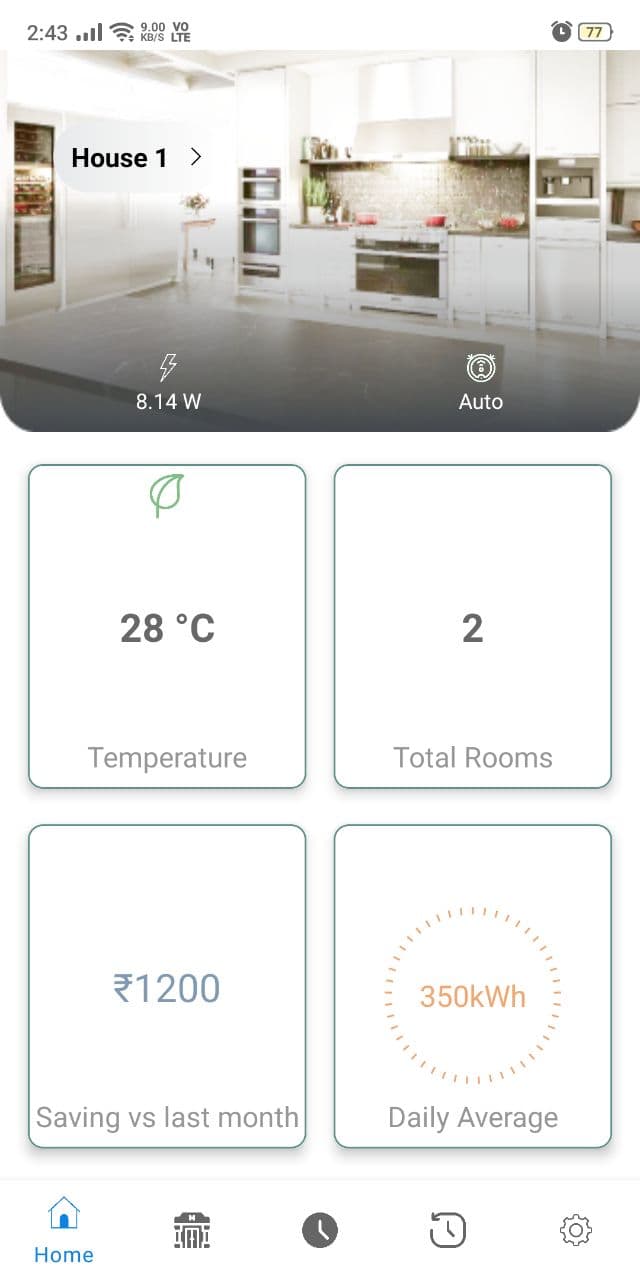 2:43 9.00 KB/S VO LTE 77
House 1
8.14 W Auto
28 °C 2
Temperature Total Rooms
₹1200 350kWh
Saving vs last month Daily Average
H
Home